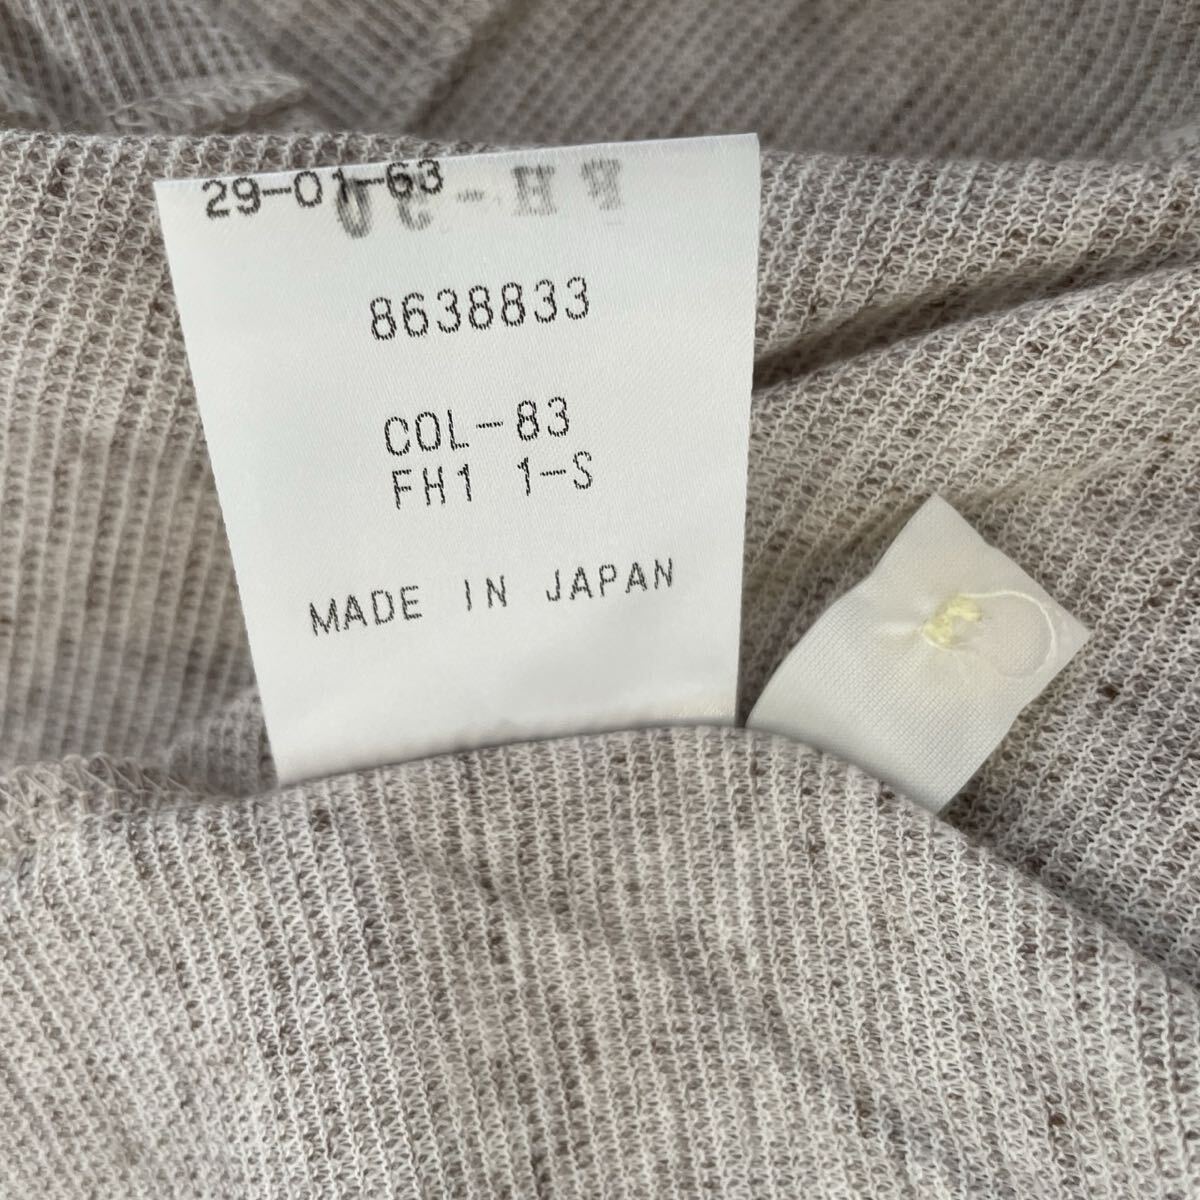 29-01-63
8638833
COL-83
FH1 1-S
MADE IN JAPAN